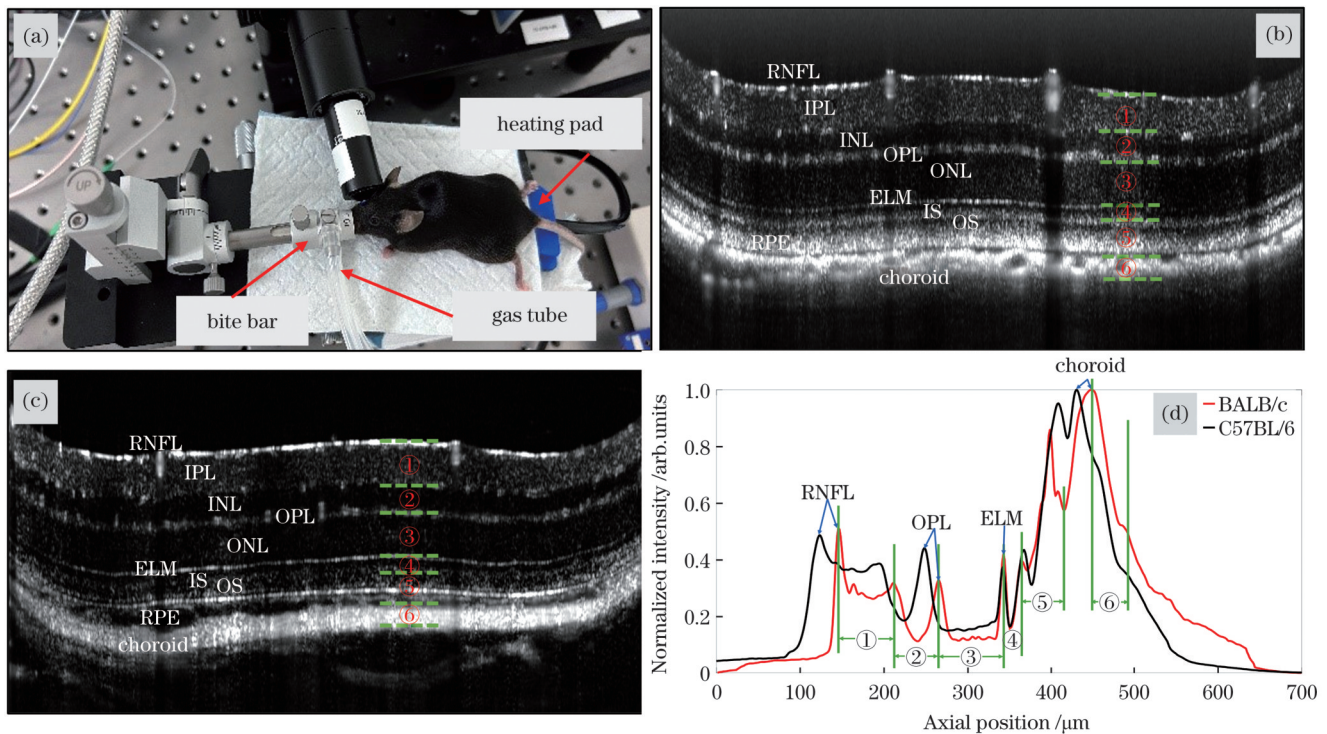 (a)
UP
heating pad
bite bar
gas tube
(b)
RNFL
IPL
INL
OPL
ONL
ELM
IS
OS
RPE
choroid
①
②
③
④
⑤
⑥
(c)
RNFL
IPL
INL
OPL
ONL
ELM
IS
OS
RPE
choroid
①
②
③
④
⑤
⑥
(d)
choroid
BALB/c
C57BL/6
RNFL
OPL
ELM
①
②
③
④
⑤
⑥
Normalized intensity /arb.units
1.0
0.8
0.6
0.4
0.2
0
0 100 200 300 400 500 600 700
Axial position /μm